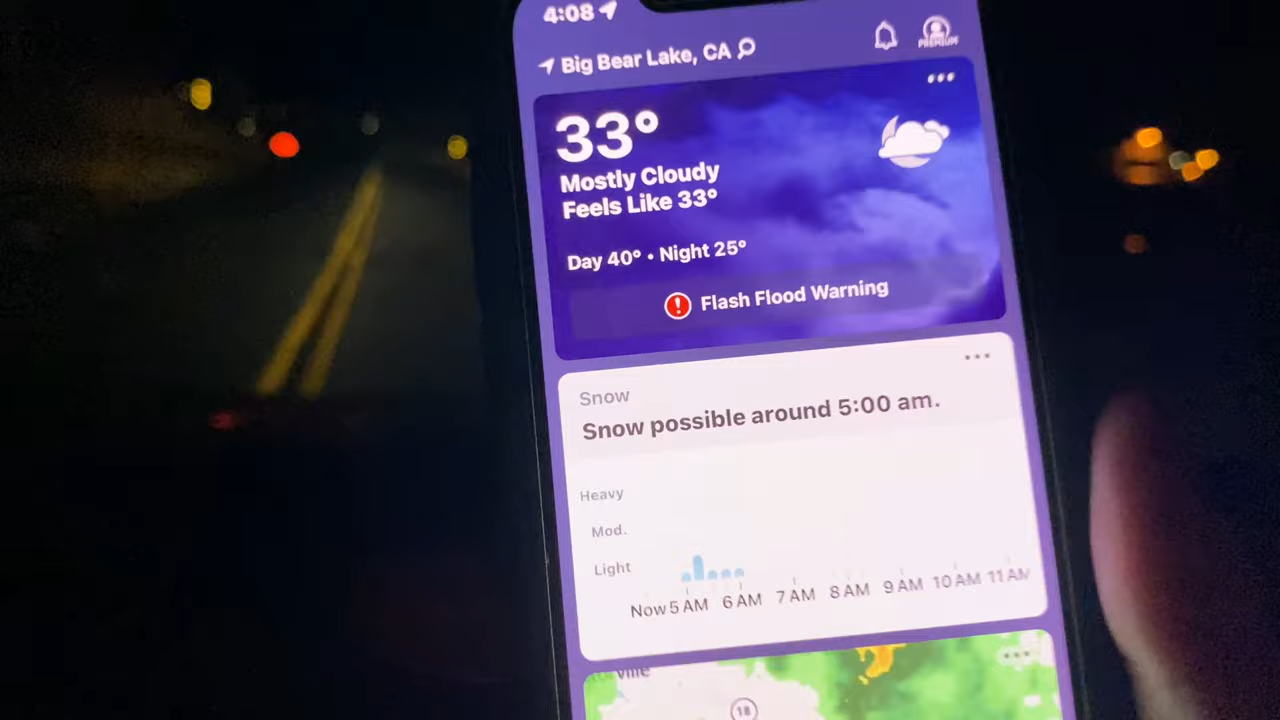 4:08
Big Bear Lake, CA
PREMIUM
33°
Mostly Cloudy
Feels Like 33°
Day 40° • Night 25°
Flash Flood Warning
Snow
Snow possible around 5:00 am.
Heavy
Mod.
Light
Now 5 AM 6 AM 7 AM 8 AM 9 AM 10 AM 11 AM
ville
18